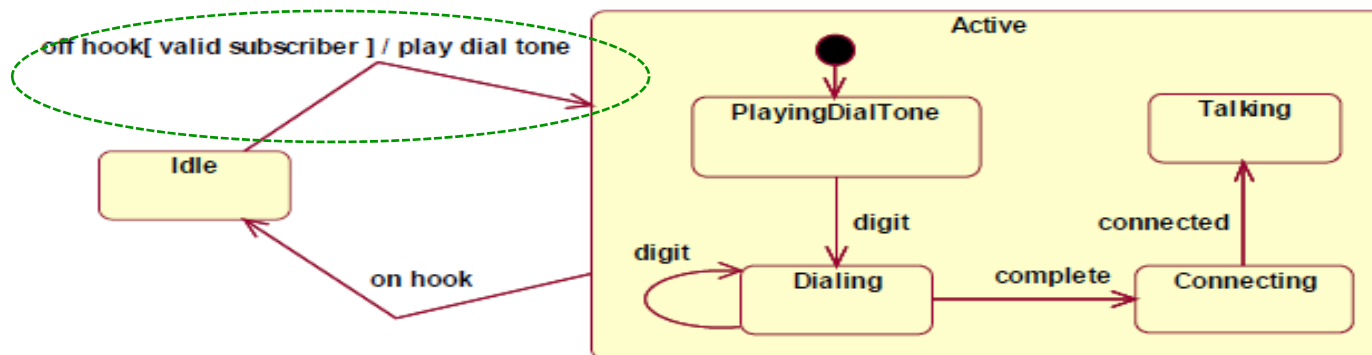 Active
off hook[ valid subscriber ] / play dial tone
PlayingDialTone
Talking
Idle
digit
connected
digit
on hook
Dialing
complete
Connecting